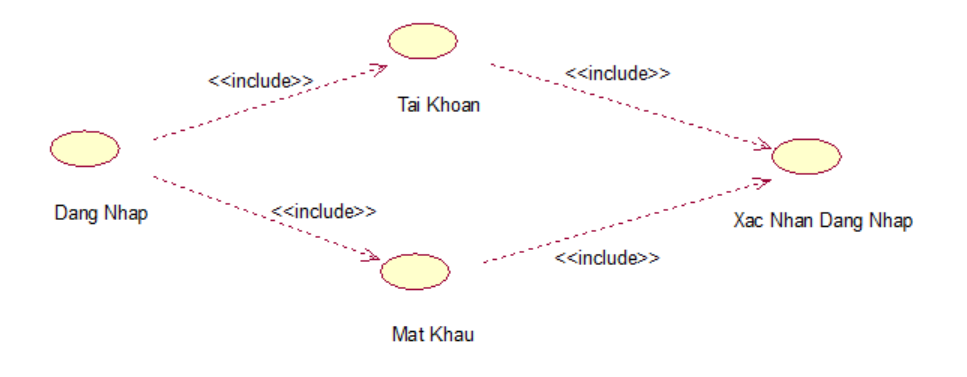 <<include>>
<<include>>
Tai Khoan
Dang Nhap
<<include>>
Xac Nhan Dang Nhap
<<include>>
Mat Khau